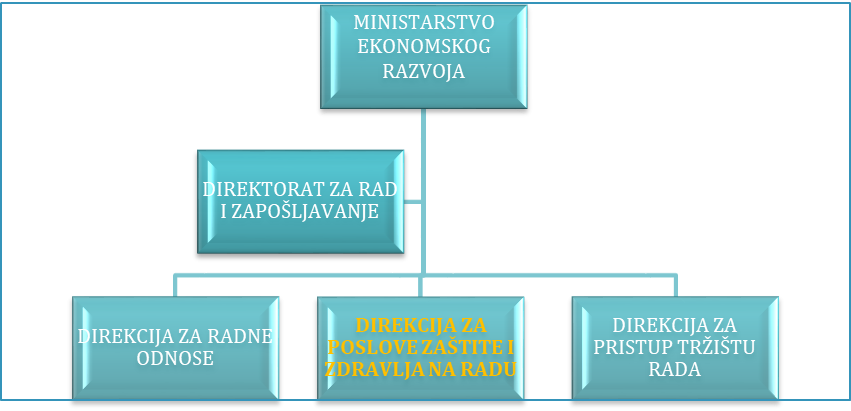 MINISTARSTVO
EKONOMSKOG
RAZVOJA
DIREKTORAT ZA RAD
I ZAPOŠLJAVANJE
DIREKCIJA ZA RADNE
ODNOSE
DIREKCIJA ZA
POSLOVE ZAŠTITE I
ZDRAVLJA NA RADU
DIREKCIJA ZA
PRISTUP TRŽIŠTU
RADA